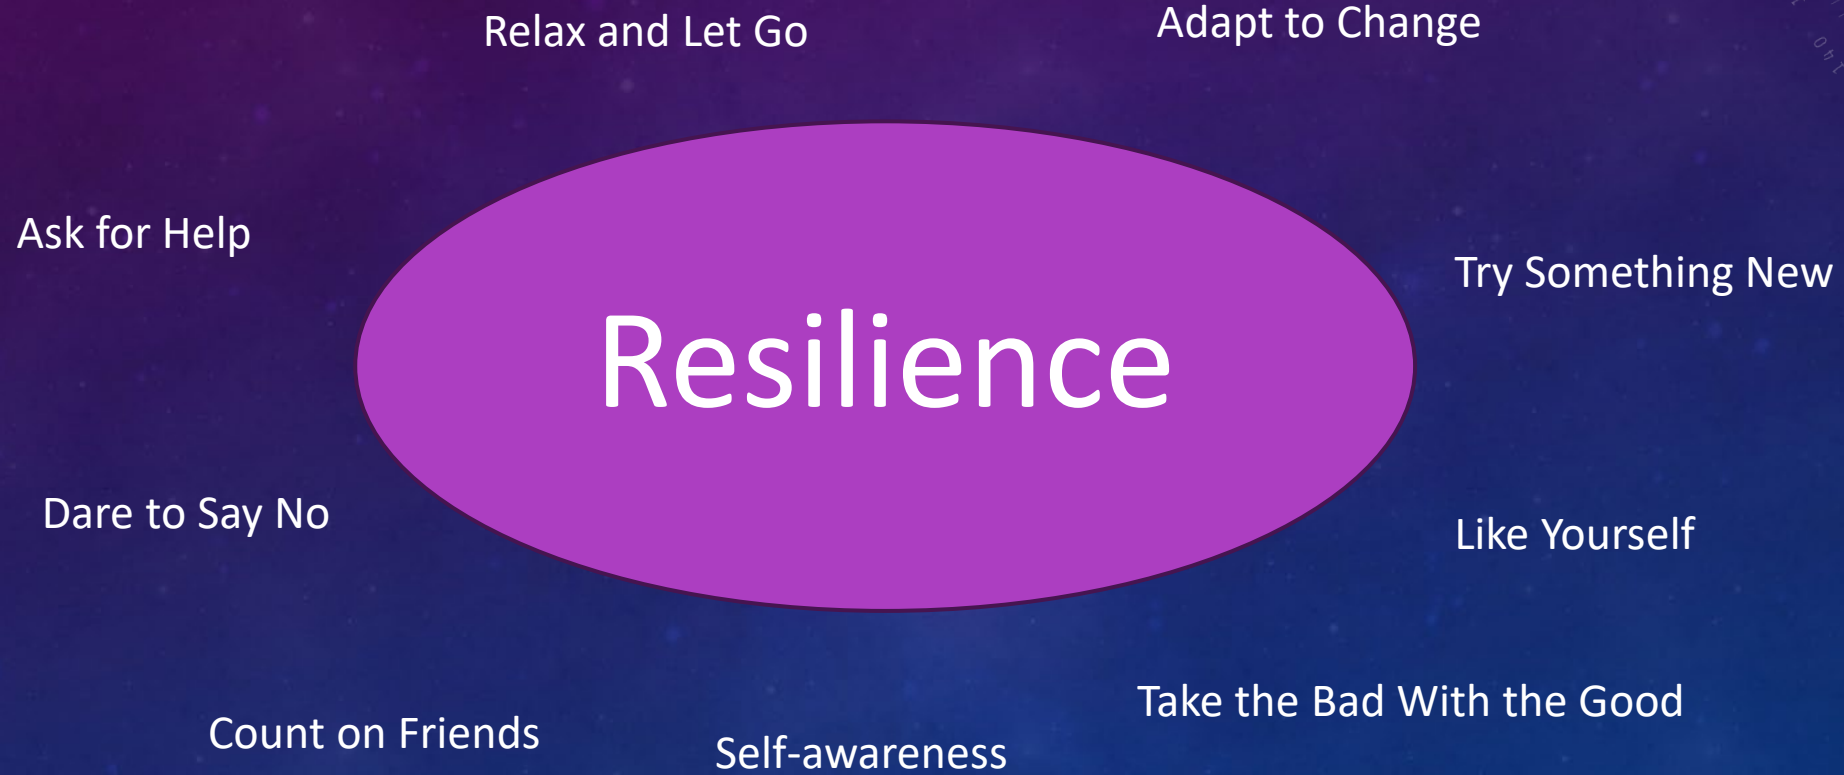 Relax and Let Go
Adapt to Change
Ask for Help
Try Something New
Resilience
Dare to Say No
Like Yourself
Take the Bad With the Good
Count on Friends
Self-awareness
140